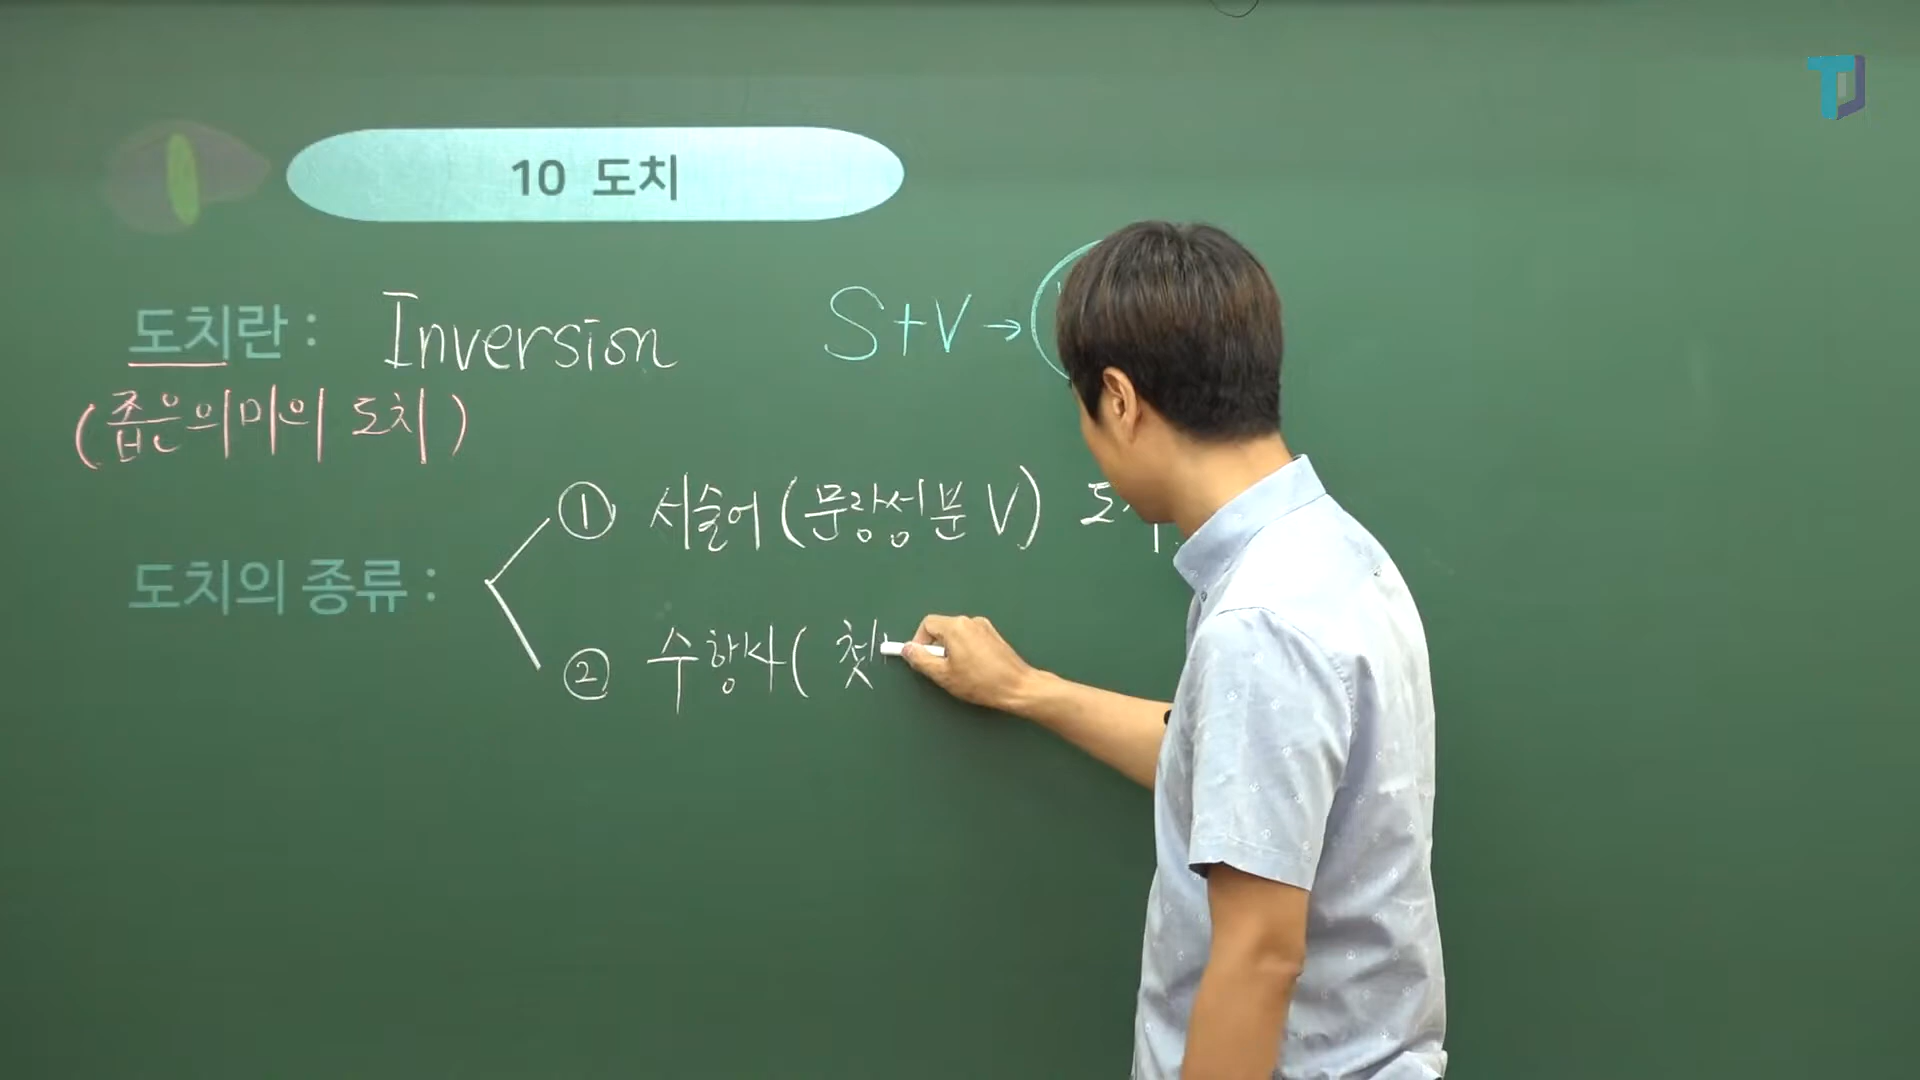 10 도치
도치란 : Inversion S+V→
(좁은의미의 도치)
① 서술어(문장성분 V) 도
도치의 종류 :
② 수행사( 첫